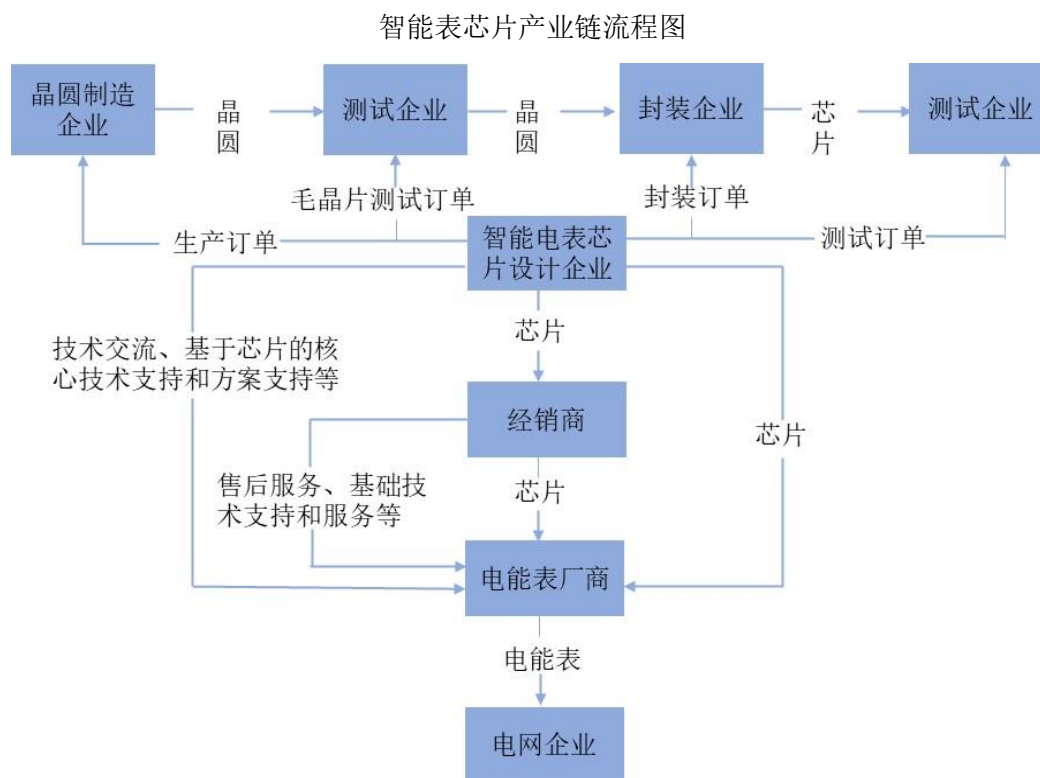 智能表芯片产业链流程图
晶圆制造
企业
晶
圆
测试企业
晶
圆
封装企业
芯
片
测试企业
毛晶片测试订单
封装订单
生产订单
智能电表芯
片设计企业
测试订单
芯片
技术交流、基于芯片的核
心技术支持和方案支持等
经销商
芯片
售后服务、基础技
术支持和服务等
芯片
电能表厂商
电能表
电网企业